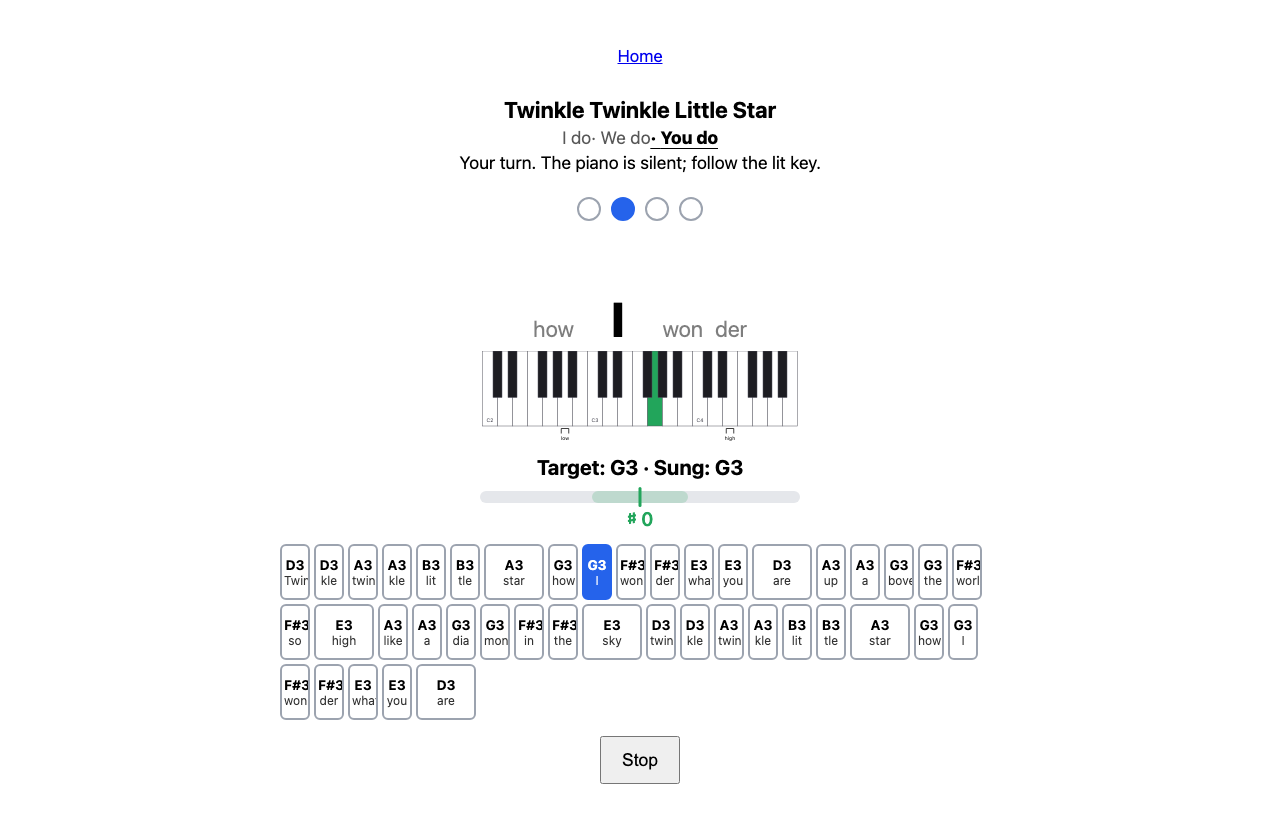 Home
Twinkle Twinkle Little Star
I do· We do· You do
Your turn. The piano is silent; follow the lit key.
how I won der
C2 C3 C4
low high
Target: G3 · Sung: G3
♯ 0
D3 D3 A3 A3 B3 B3 A3 G3 G3 F#3 F#3 E3 E3 D3 A3 A3 G3 G3 F#3
Twin kle twin kle lit tle star how I won der wha you are up a bove the worl
F#3 E3 A3 A3 G3 G3 F#3 F#3 E3 D3 D3 A3 A3 B3 B3 A3 G3 G3
so high like a dia mon in the sky twin kle twin kle lit tle star how I
F#3 F#3 E3 E3 D3
won der wha you are
Stop